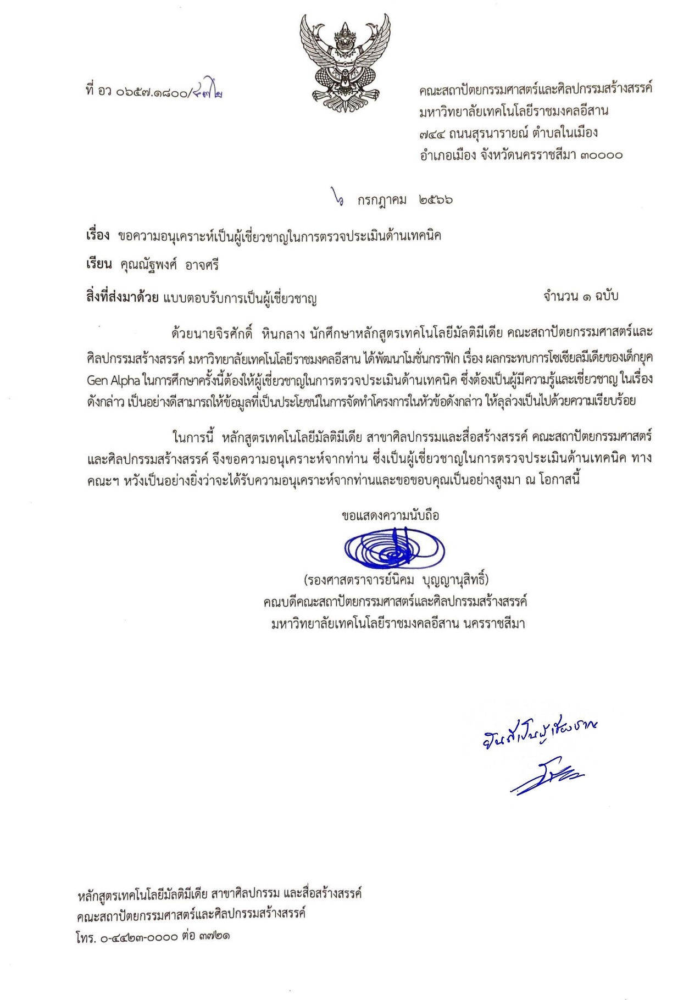 ที่ อว ๐๖๕๗.๑๘๐๐/
คณะสถาปัตยกรรมศาสตร์และศิลปกรรมสร้างสรรค์
มหาวิทยาลัยเทคโนโลยีราชมงคลอีสาน
๗๔๔ ถนนสุรนารายณ์ ตำบลในเมือง
อำเภอเมือง จังหวัดนครราชสีมา ๓๐๐๐๐
๖ กรกฎาคม ๒๕๖๖
เรื่อง ขอความอนุเคราะห์เป็นผู้เชี่ยวชาญในการตรวจประเมินด้านเทคนิค
เรียน คุณณัฐพงศ์ อาจศรี
สิ่งที่ส่งมาด้วย แบบตอบรับการเป็นผู้เชี่ยวชาญ จำนวน ๑ ฉบับ
ด้วยนายจิรศักดิ์ หินกลาง นักศึกษาหลักสูตรเทคโนโลยีมัลติมีเดีย คณะสถาปัตยกรรมศาสตร์และ
ศิลปกรรมสร้างสรรค์ มหาวิทยาลัยเทคโนโลยีราชมงคลอีสาน ได้พัฒนาโมชั่นกราฟิก เรื่อง ผลกระทบการโซเชียลมีเดียของเด็กยุค
Gen Alpha ในการศึกษาครั้งนี้ต้องให้ผู้เชี่ยวชาญในการตรวจประเมินด้านเทคนิค ซึ่งต้องเป็นผู้มีความรู้และเชี่ยวชาญ ในเรื่อง
ดังกล่าว เป็นอย่างดีสามารถให้ข้อมูลที่เป็นประโยชน์ในการจัดทำโครงการในหัวข้อดังกล่าว ให้ลุล่วงเป็นไปด้วยความเรียบร้อย
ในการนี้ หลักสูตรเทคโนโลยีมัลติมีเดีย สาขาศิลปกรรมและสื่อสร้างสรรค์ คณะสถาปัตยกรรมศาสตร์
และศิลปกรรมสร้างสรรค์ จึงขอความอนุเคราะห์จากท่าน ซึ่งเป็นผู้เชี่ยวชาญในการตรวจประเมินด้านเทคนิค ทาง
คณะฯ หวังเป็นอย่างยิ่งว่าจะได้รับความอนุเคราะห์จากท่านและขอขอบคุณเป็นอย่างสูงมา ณ โอกาสนี้
ขอแสดงความนับถือ
(รองศาสตราจารย์นิคม บุญญานุสิทธิ์)
คณบดีคณะสถาปัตยกรรมศาสตร์และศิลปกรรมสร้างสรรค์
มหาวิทยาลัยเทคโนโลยีราชมงคลอีสาน นครราชสีมา
ยินดีเป็นผู้เชี่ยวชาญ
หลักสูตรเทคโนโลยีมัลติมีเดีย สาขาศิลปกรรม และสื่อสร้างสรรค์
คณะสถาปัตยกรรมศาสตร์และศิลปกรรมสร้างสรรค์
โทร. ๐-๔๔๒๓-๐๐๐๐ ต่อ ๓๗๒๑